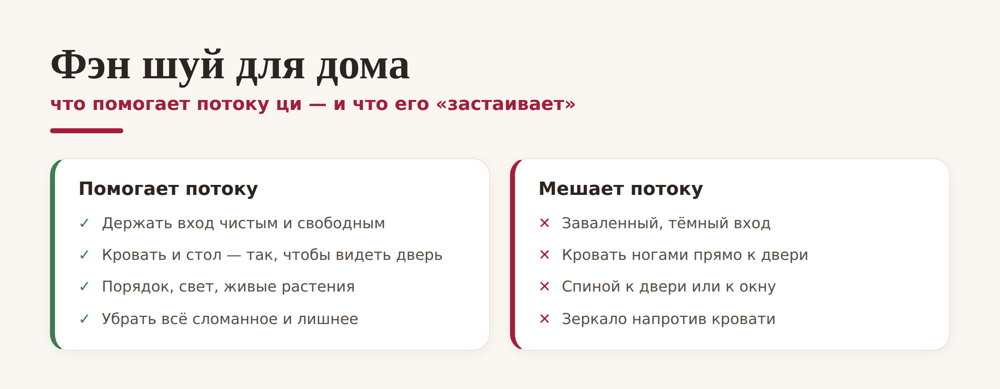 Фэн шуй для дома
что помогает потоку ци — и что его «застаивает»
Помогает потоку
✓ Держать вход чистым и свободным
✓ Кровать и стол — так, чтобы видеть дверь
✓ Порядок, свет, живые растения
✓ Убрать всё сломанное и лишнее
Мешает потоку
✕ Заваленный, тёмный вход
✕ Кровать ногами прямо к двери
✕ Спиной к двери или к окну
✕ Зеркало напротив кровати